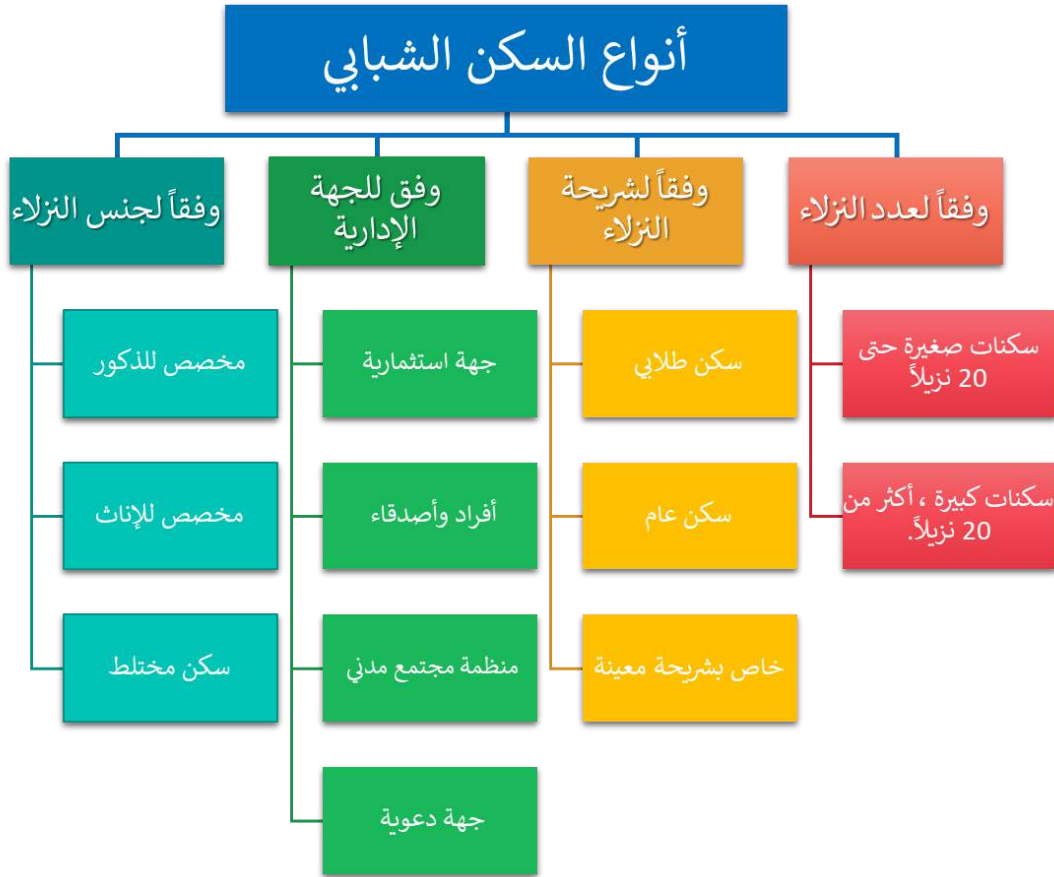 أنواع السكن الشبابي
وفقاً لعدد النزلاء
سكنات صغيرة حتى
20 نزيلاً
سكنات كبيرة ، أكثر من
20 نزيلاً.
وفقاً لشريحة
النزلاء
سكن طلابي
سكن عام
خاص بشريحة معينة
وفق للجهة
الإدارية
جهة استثمارية
أفراد وأصدقاء
منظمة مجتمع مدني
جهة دعوية
وفقاً لجنس النزلاء
مخصص للذكور
مخصص للإناث
سكن مختلط